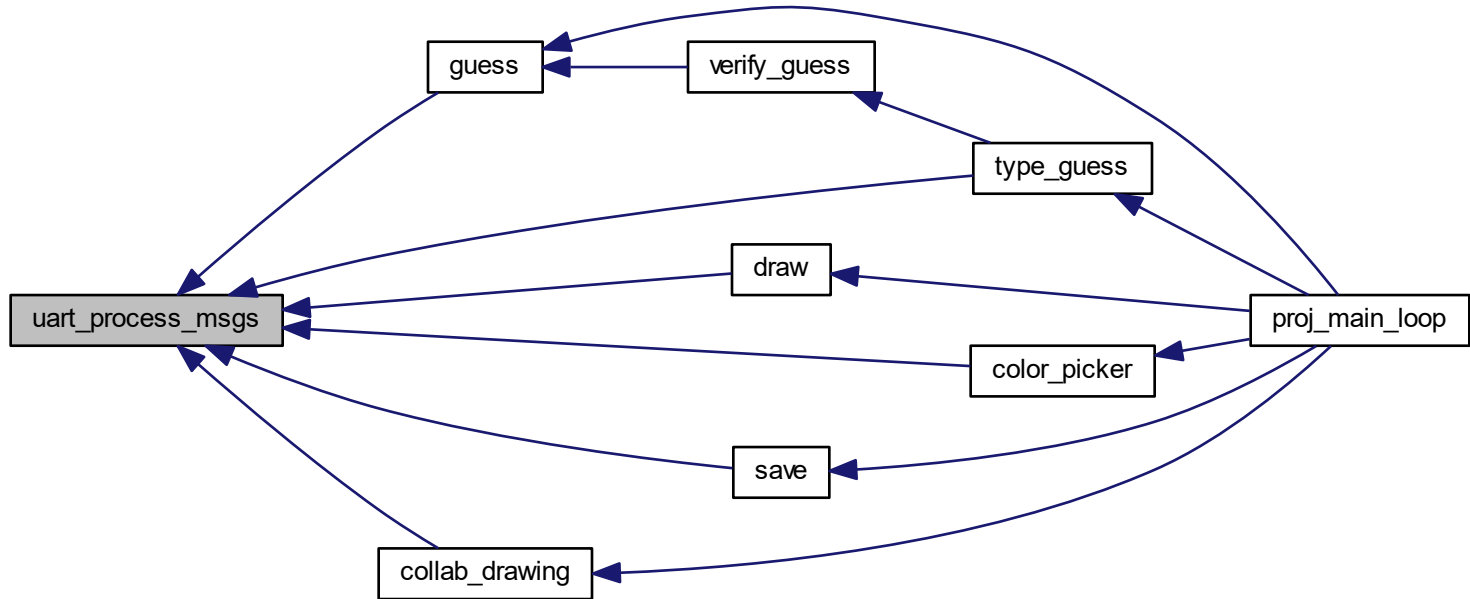 guess
verify_guess
type_guess
draw
uart_process_msgs
proj_main_loop
color_picker
save
collab_drawing